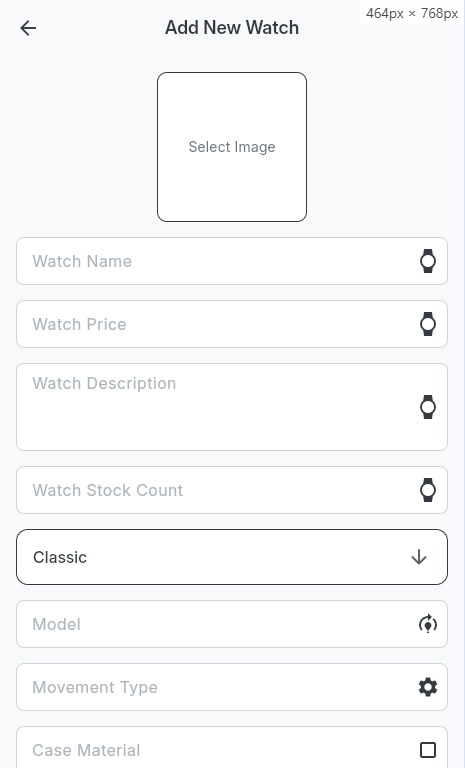 464px × 768px
Add New Watch
Select Image
Watch Name
Watch Price
Watch Description
Watch Stock Count
Classic
Model
Movement Type
Case Material